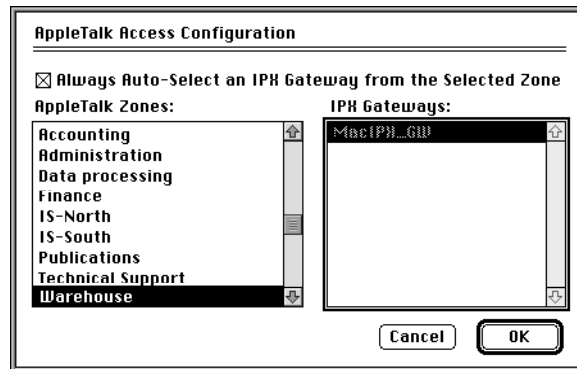 AppleTalk Access Configuration
Always Auto-Select an IPX Gateway from the Selected Zone
AppleTalk Zones:
Accounting
Administration
Data processing
Finance
IS-North
IS-South
Publications
Technical Support
Warehouse
IPX Gateways:
MacIPX_GW
Cancel
OK